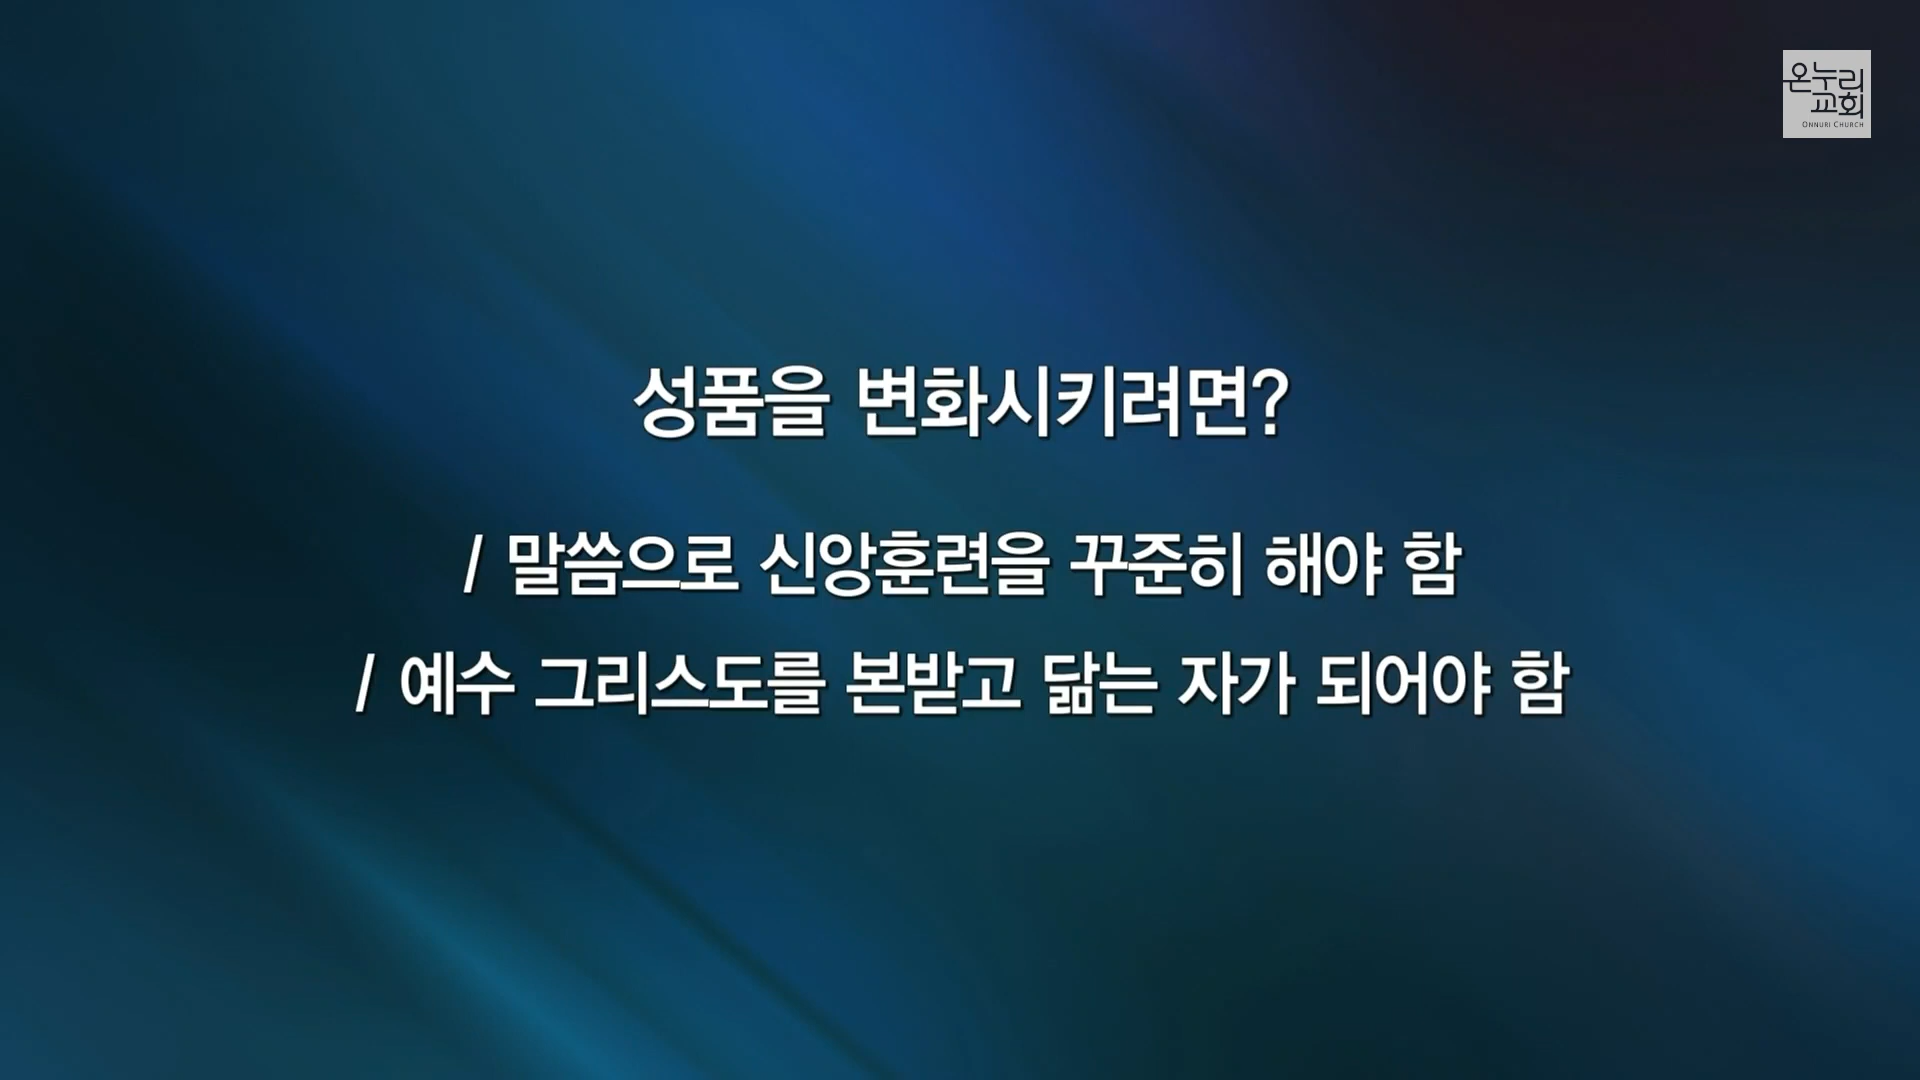 온누리
교회
ONNURI CHURCH
성품을 변화시키려면?
/ 말씀으로 신앙훈련을 꾸준히 해야 함
/ 예수 그리스도를 본받고 닮는 자가 되어야 함